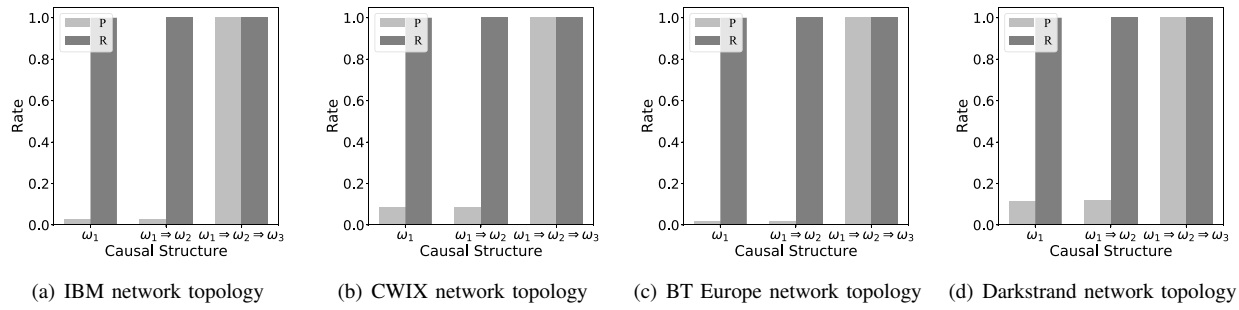 1.0
0.8
0.6
0.4
0.2
0.0
Rate
P
R
ω₁
ω₁ ⇒ ω₂
ω₁ ⇒ ω₂ ⇒ ω₃
Causal Structure
(a) IBM network topology
1.0
0.8
0.6
0.4
0.2
0.0
Rate
P
R
ω₁
ω₁ ⇒ ω₂
ω₁ ⇒ ω₂ ⇒ ω₃
Causal Structure
(b) CWIX network topology
1.0
0.8
0.6
0.4
0.2
0.0
Rate
P
R
ω₁
ω₁ ⇒ ω₂
ω₁ ⇒ ω₂ ⇒ ω₃
Causal Structure
(c) BT Europe network topology
1.0
0.8
0.6
0.4
0.2
0.0
Rate
P
R
ω₁
ω₁ ⇒ ω₂
ω₁ ⇒ ω₂ ⇒ ω₃
Causal Structure
(d) Darkstrand network topology